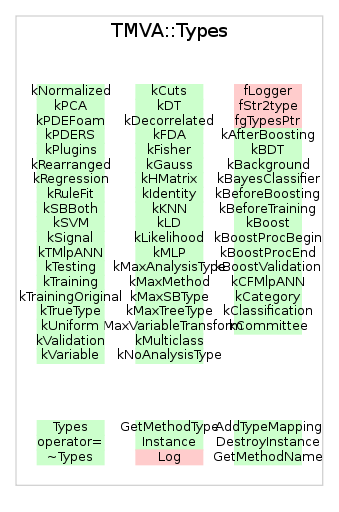 TMVA::Types
kNormalized
kPCA
kPDEFoam
kPDERS
kPlugins
kRearranged
kRegression
kRuleFit
kSBBoth
kSVM
kSignal
kTMlpANN
kTesting
kTraining
kTrainingOriginal
kTrueType
kUniform
kValidation
kVariable
kCuts
kDT
kDecorrelated
kFDA
kFisher
kGauss
kHMatrix
kIdentity
kKNN
kLD
kLikelihood
kMLP
kMaxAnalysisType
kMaxMethod
kMaxSBType
kMaxTreeType
kMaxVariableTransform
kMulticlass
kNoAnalysisType
fLogger
fStr2type
fgTypesPtr
kAfterBoosting
kBDT
kBackground
kBayesClassifier
kBeforeBoosting
kBeforeTraining
kBoost
kBoostProcBegin
kBoostProcEnd
kBoostValidation
kCFMlpANN
kCategory
kClassification
kCommittee
Types
operator=
~Types
GetMethodType
Instance
Log
AddTypeMapping
DestroyInstance
GetMethodName